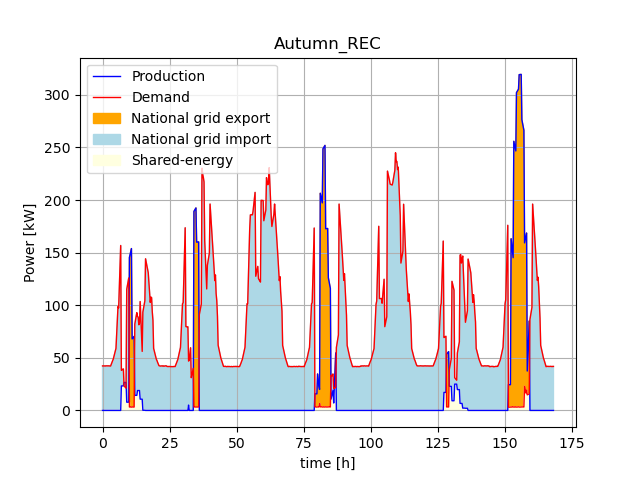 Autumn_REC
Production
Demand
National grid export
National grid import
Shared-energy
Power [kW]
300
250
200
150
100
50
0
0 25 50 75 100 125 150 175
time [h]